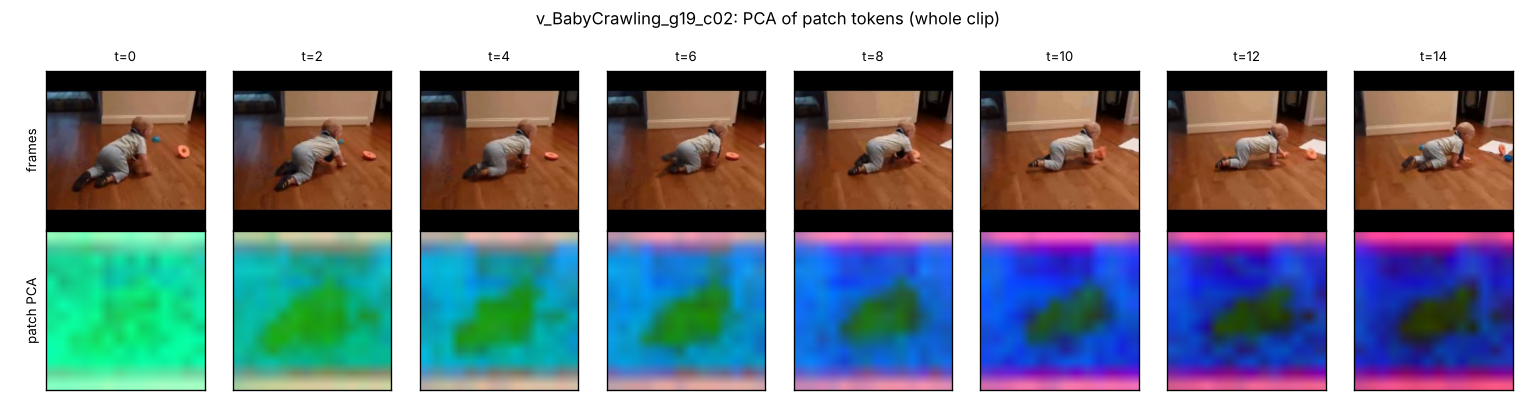 v_BabyCrawling_g19_c02: PCA of patch tokens (whole clip)
t=0 t=2 t=4 t=6 t=8 t=10 t=12 t=14
frames
patch PCA